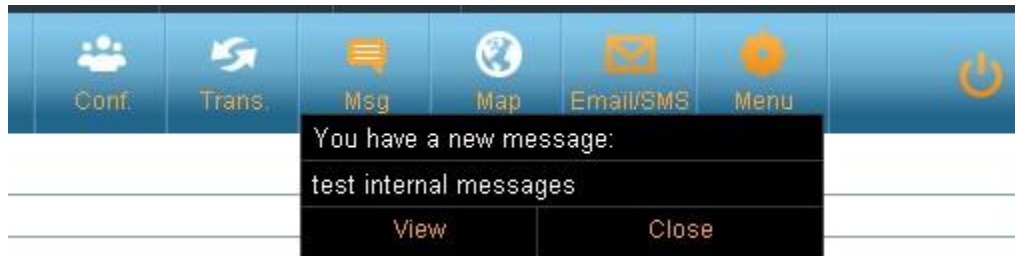 Conf. Trans. Msg Map Email/SMS Menu
You have a new message:
test internal messages
View Close